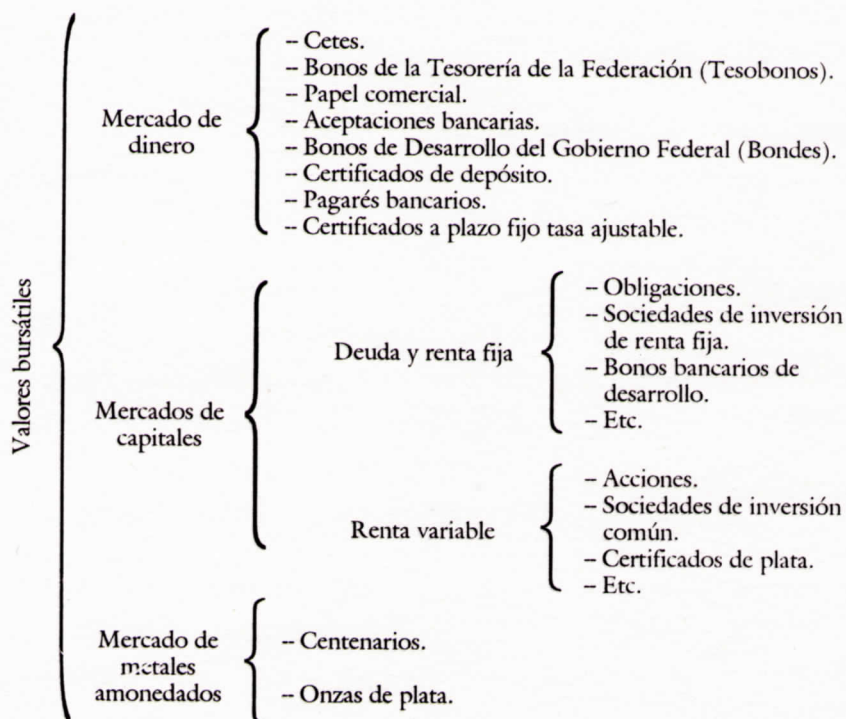 Valores bursátiles
Mercado de
dinero
– Cetes.
– Bonos de la Tesorería de la Federación (Tesobonos).
– Papel comercial.
– Aceptaciones bancarias.
– Bonos de Desarrollo del Gobierno Federal (Bondes).
– Certificados de depósito.
– Pagarés bancarios.
– Certificados a plazo fijo tasa ajustable.
Mercados de
capitales
Deuda y renta fija
– Obligaciones.
– Sociedades de inversión
de renta fija.
– Bonos bancarios de
desarrollo.
– Etc.
Renta variable
– Acciones.
– Sociedades de inversión
común.
– Certificados de plata.
– Etc.
Mercado de
metales
amonedados
– Centenarios.
– Onzas de plata.